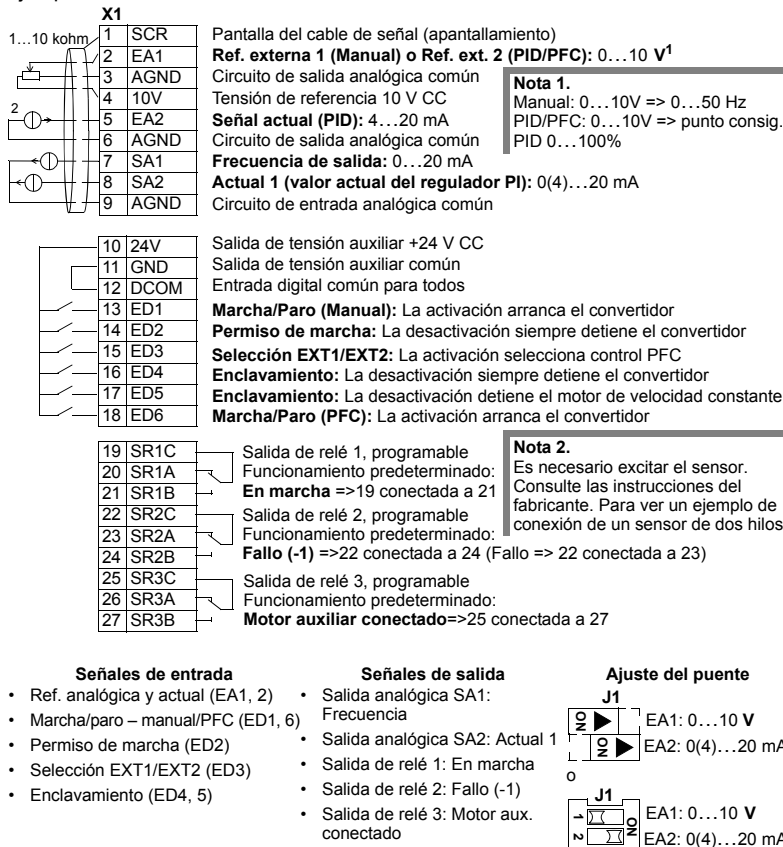 X1
1…10 kohm
1 SCR Pantalla del cable de señal (apantallamiento)
2 EA1 Ref. externa 1 (Manual) o Ref. ext. 2 (PID/PFC): 0…10 V1
3 AGND Circuito de salida analógica común
4 10V Tensión de referencia 10 V CC
2
5 EA2 Señal actual (PID): 4…20 mA
6 AGND Circuito de salida analógica común
7 SA1 Frecuencia de salida: 0…20 mA
8 SA2 Actual 1 (valor actual del regulador PI): 0(4)…20 mA
9 AGND Circuito de entrada analógica común
Nota 1.
Manual: 0…10V => 0…50 Hz
PID/PFC: 0…10V => punto consig.
PID 0…100%
10 24V Salida de tensión auxiliar +24 V CC
11 GND Salida de tensión auxiliar común
12 DCOM Entrada digital común para todos
13 ED1 Marcha/Paro (Manual): La activación arranca el convertidor
14 ED2 Permiso de marcha: La desactivación siempre detiene el convertidor
15 ED3 Selección EXT1/EXT2: La activación selecciona control PFC
16 ED4 Enclavamiento: La desactivación siempre detiene el convertidor
17 ED5 Enclavamiento: La desactivación detiene el motor de velocidad constante
18 ED6 Marcha/Paro (PFC): La activación arranca el convertidor
19 SR1C Salida de relé 1, programable
20 SR1A Funcionamiento predeterminado:
21 SR1B En marcha =>19 conectada a 21
22 SR2C Salida de relé 2, programable
23 SR2A Funcionamiento predeterminado:
24 SR2B Fallo (-1) =>22 conectada a 24 (Fallo => 22 conectada a 23)
25 SR3C Salida de relé 3, programable
26 SR3A Funcionamiento predeterminado:
27 SR3B Motor auxiliar conectado=>25 conectada a 27
Nota 2.
Es necesario excitar el sensor.
Consulte las instrucciones del
fabricante. Para ver un ejemplo de
conexión de un sensor de dos hilos
Señales de entrada
• Ref. analógica y actual (EA1, 2)
• Marcha/paro – manual/PFC (ED1, 6)
• Permiso de marcha (ED2)
• Selección EXT1/EXT2 (ED3)
• Enclavamiento (ED4, 5)
Señales de salida
• Salida analógica SA1:
Frecuencia
• Salida analógica SA2: Actual 1
• Salida de relé 1: En marcha
• Salida de relé 2: Fallo (-1)
• Salida de relé 3: Motor aux.
conectado
Ajuste del puente
J1
ON EA1: 0…10 V
ON EA2: 0(4)…20 mA
o
J1
1 EA1: 0…10 V
ON
2 EA2: 0(4)…20 mA